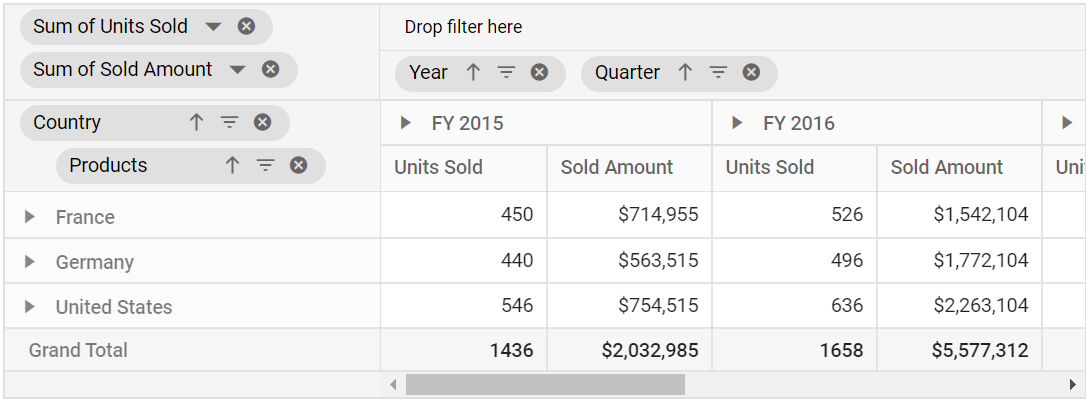 Sum of Units Sold
Drop filter here
Sum of Sold Amount
Year Quarter
Country
FY 2015 FY 2016
Products
Units Sold Sold Amount Units Sold Sold Amount Uni
France 450 $714,955 526 $1,542,104
Germany 440 $563,515 496 $1,772,104
United States 546 $754,515 636 $2,263,104
Grand Total 1436 $2,032,985 1658 $5,577,312